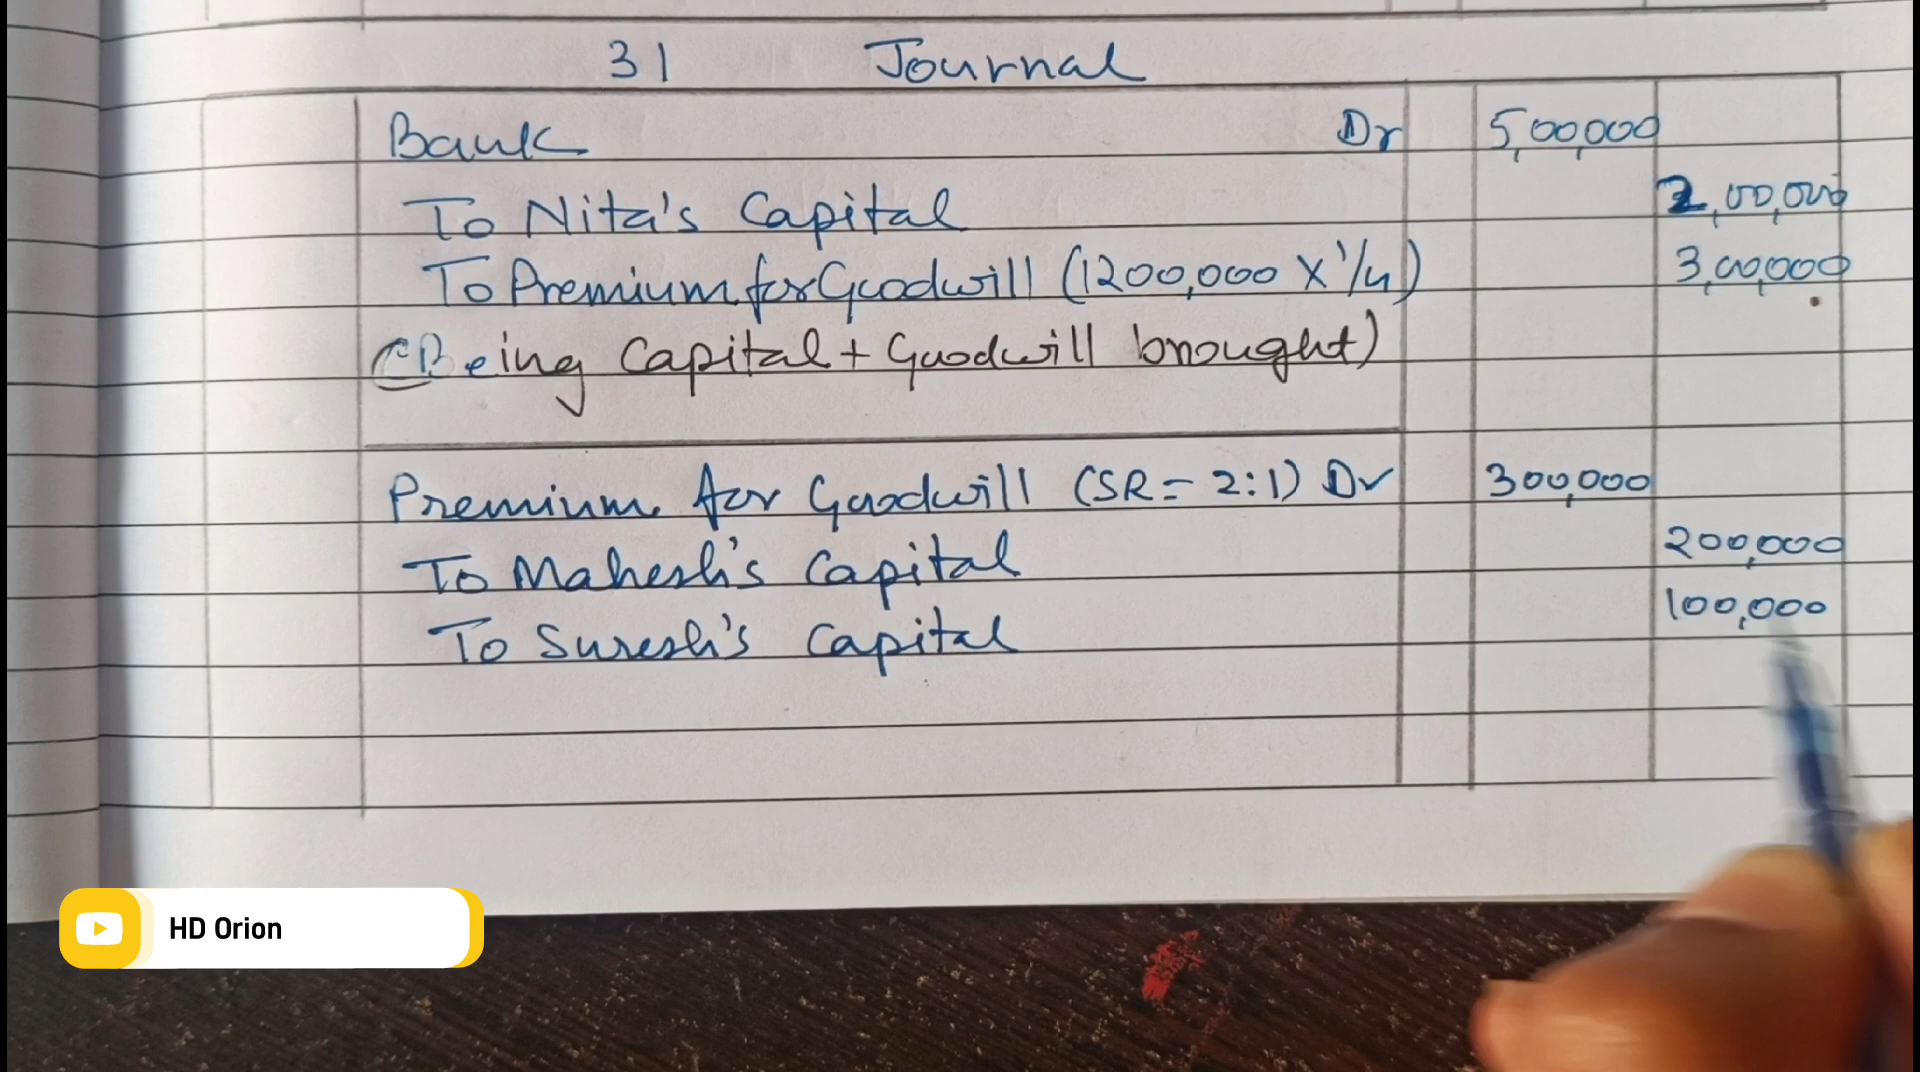 31 Journal
Bank Dr 5,00,000
To Nita's Capital 2,00,000
To Premium for Goodwill (1200,000 X 1/4) 3,00,000
(Being Capital + Goodwill brought)
Premium for Goodwill (SR = 2:1) Dr 300,000
To Mahesh's Capital 200,000
To Suresh's Capital 100,000
HD Orion